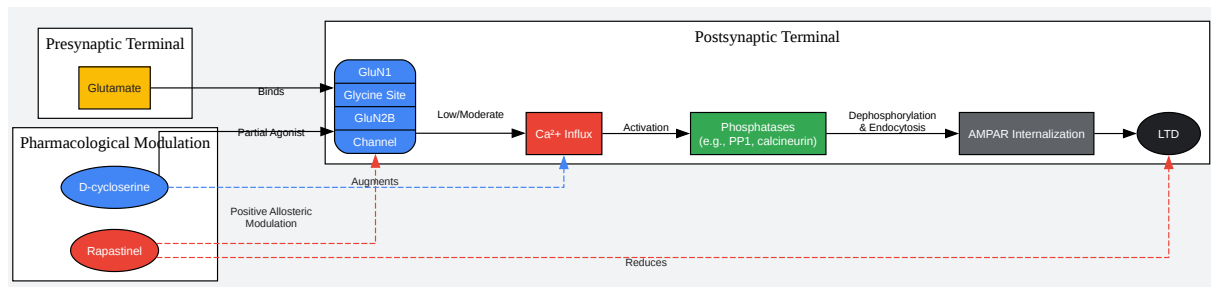 Presynaptic Terminal
Glutamate
Binds
Postsynaptic Terminal
GluN1
Glycine Site
GluN2B
Channel
Low/Moderate
Ca²+ Influx
Activation
Phosphatases
(e.g., PP1, calcineurin)
Dephosphorylation
& Endocytosis
AMPAR Internalization
LTD
Pharmacological Modulation
Partial Agonist
D-cycloserine
Augments
Positive Allosteric
Modulation
Rapastinel
Reduces